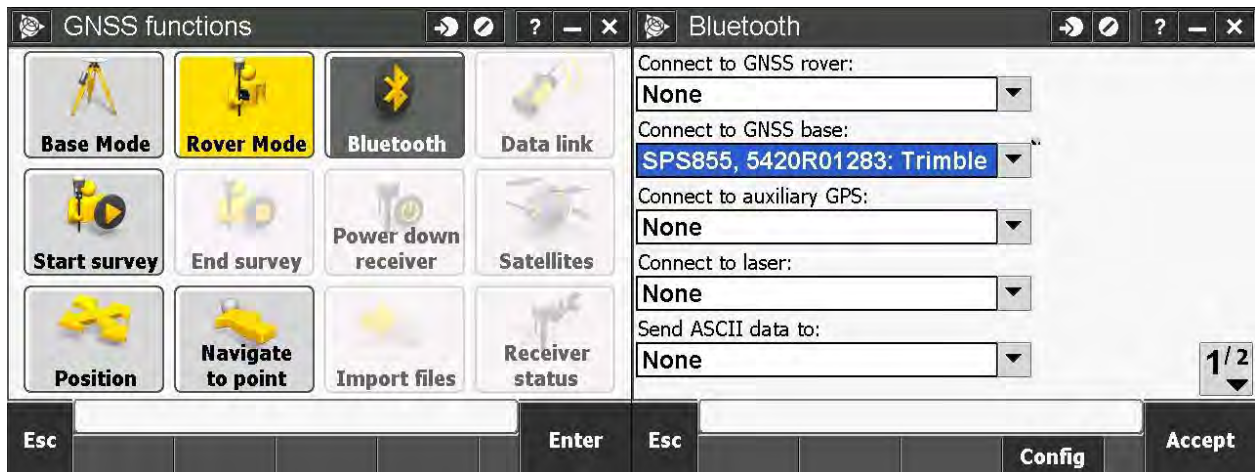 GNSS functions
? – ×
Base Mode
Rover Mode
Bluetooth
Data link
Start survey
End survey
Power down
receiver
Satellites
Position
Navigate
to point
Import files
Receiver
status
Esc
Enter
Bluetooth
? – ×
Connect to GNSS rover:
None
Connect to GNSS base:
SPS855, 5420R01283: Trimble
Connect to auxiliary GPS:
None
Connect to laser:
None
Send ASCII data to:
None
1/2
Esc
Config
Accept